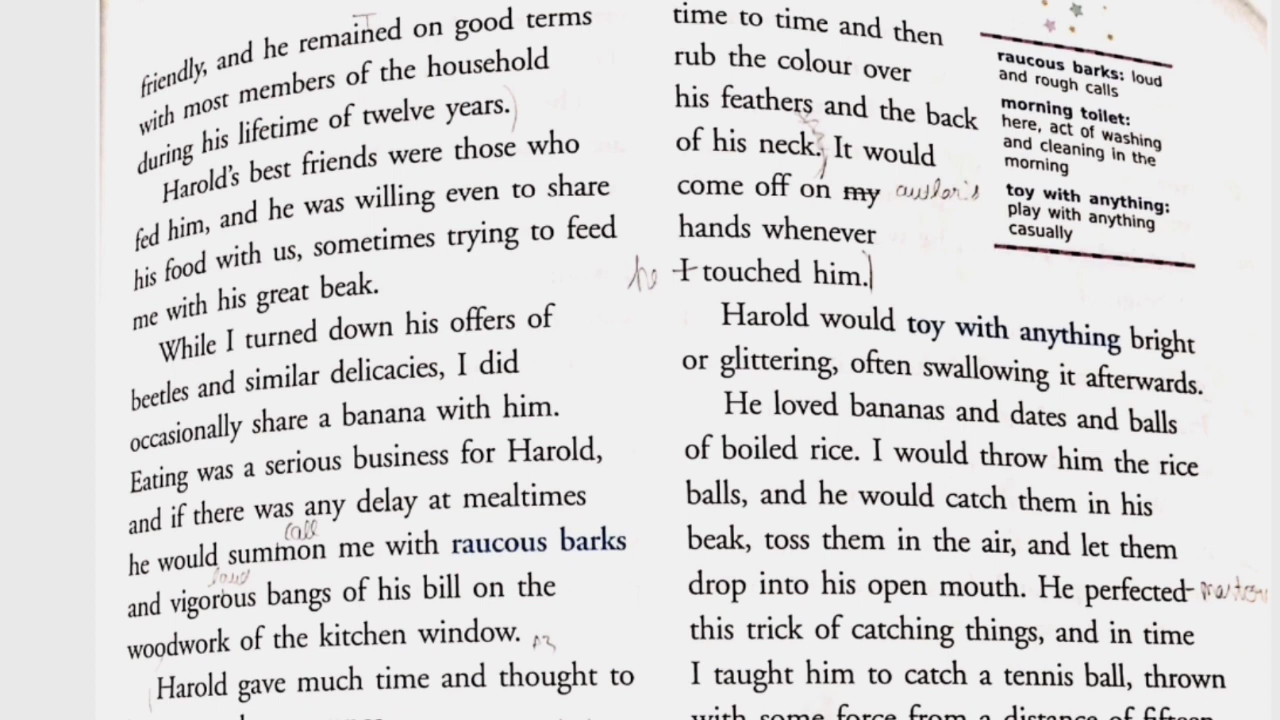 friendly, and he remained on good terms
with most members of the household
during his lifetime of twelve years.
Harold's best friends were those who
fed him, and he was willing even to share
his food with us, sometimes trying to feed
me with his great beak.
While I turned down his offers of
beetles and similar delicacies, I did
occasionally share a banana with him.
Eating was a serious business for Harold,
and if there was any delay at mealtimes
call
he would summon me with raucous barks
loud
and vigorous bangs of his bill on the
woodwork of the kitchen window.
Harold gave much time and thought to
time to time and then
rub the colour over
his feathers and the back
of his neck. It would
come off on my author's
hands whenever
he I touched him.
Harold would toy with anything bright
or glittering, often swallowing it afterwards.
He loved bananas and dates and balls
of boiled rice. I would throw him the rice
balls, and he would catch them in his
beak, toss them in the air, and let them
drop into his open mouth. He perfected
this trick of catching things, and in time
I taught him to catch a tennis ball, thrown
with some force from a distance of fifteen
raucous barks: loud
and rough calls
morning toilet:
here, act of washing
and cleaning in the
morning
toy with anything:
play with anything
casually